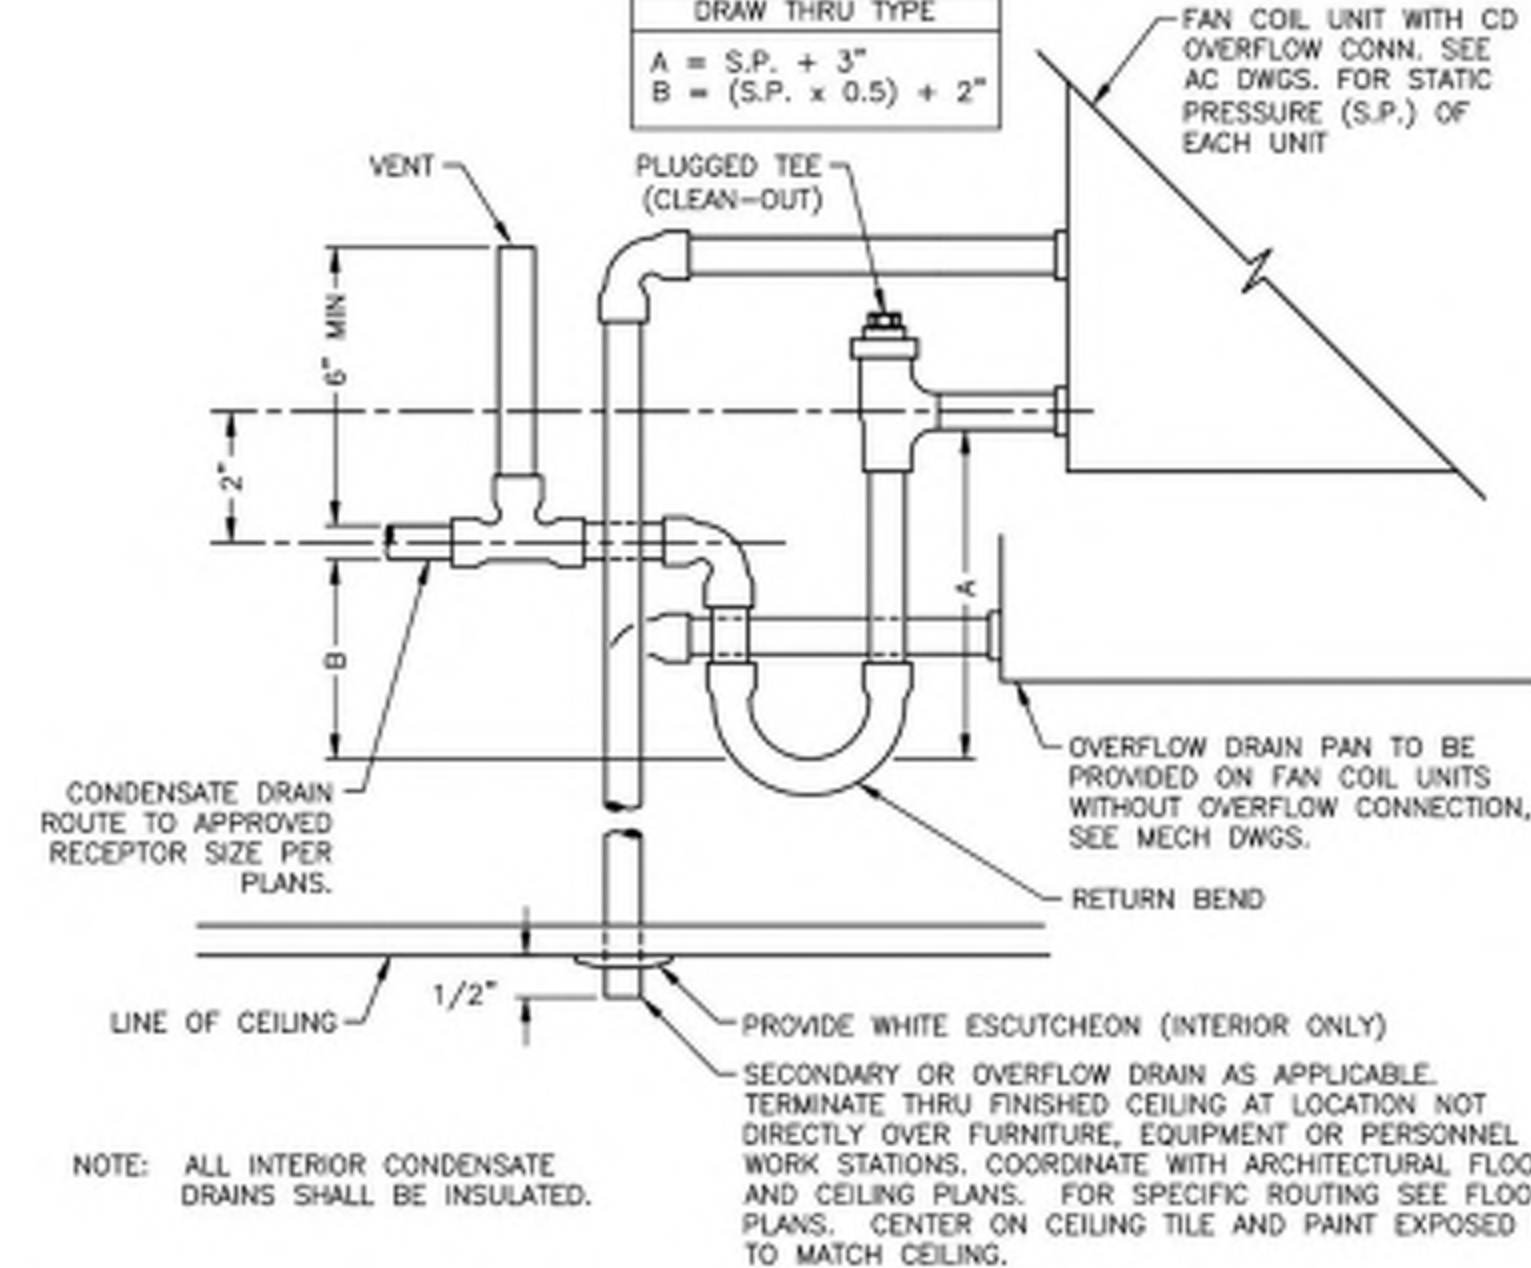 DRAW THRU TYPE
A = S.P. + 3"
B = (S.P. x 0.5) + 2"
FAN COIL UNIT WITH CD
OVERFLOW CONN. SEE
AC DWGS. FOR STATIC
PRESSURE (S.P.) OF
EACH UNIT
VENT
PLUGGED TEE
(CLEAN-OUT)
6" MIN
2"
A
B
CONDENSATE DRAIN
ROUTE TO APPROVED
RECEPTOR SIZE PER
PLANS.
OVERFLOW DRAIN PAN TO BE
PROVIDED ON FAN COIL UNITS
WITHOUT OVERFLOW CONNECTION,
SEE MECH DWGS.
RETURN BEND
1/2"
LINE OF CEILING
PROVIDE WHITE ESCUTCHEON (INTERIOR ONLY)
SECONDARY OR OVERFLOW DRAIN AS APPLICABLE.
TERMINATE THRU FINISHED CEILING AT LOCATION NOT
DIRECTLY OVER FURNITURE, EQUIPMENT OR PERSONNEL
WORK STATIONS. COORDINATE WITH ARCHITECTURAL FLOO
AND CEILING PLANS. FOR SPECIFIC ROUTING SEE FLOO
PLANS. CENTER ON CEILING TILE AND PAINT EXPOSED
TO MATCH CEILING.
NOTE: ALL INTERIOR CONDENSATE
DRAINS SHALL BE INSULATED.